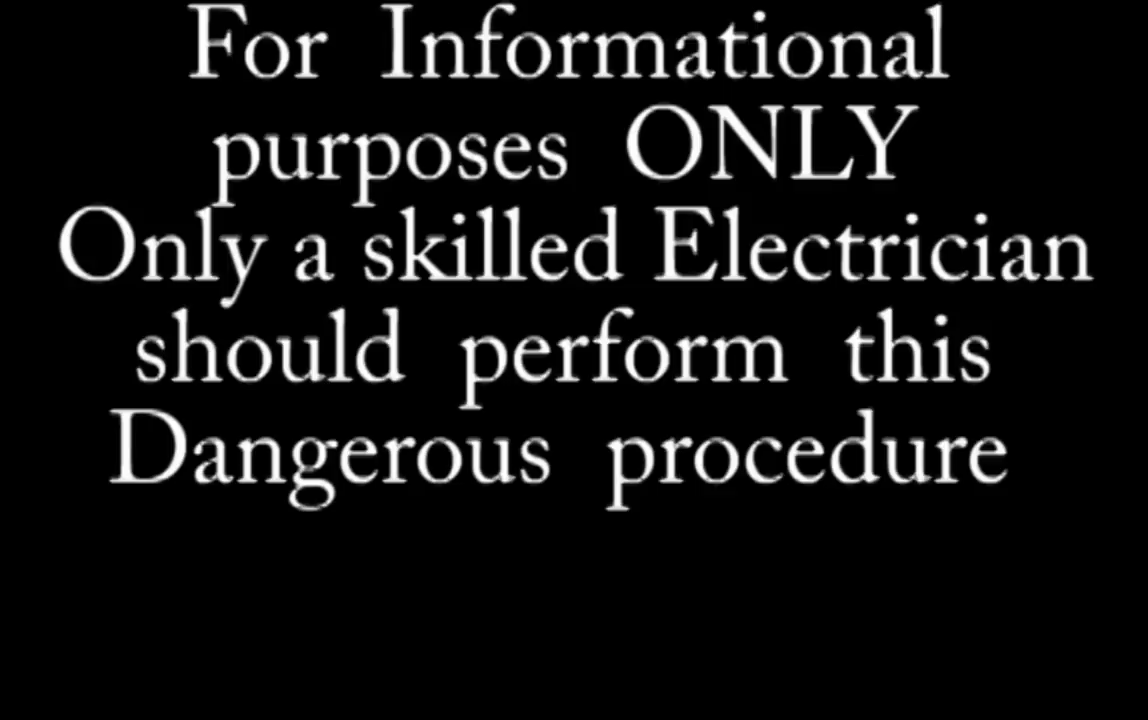 For Informational
purposes ONLY
Only a skilled Electrician
should perform this
Dangerous procedure